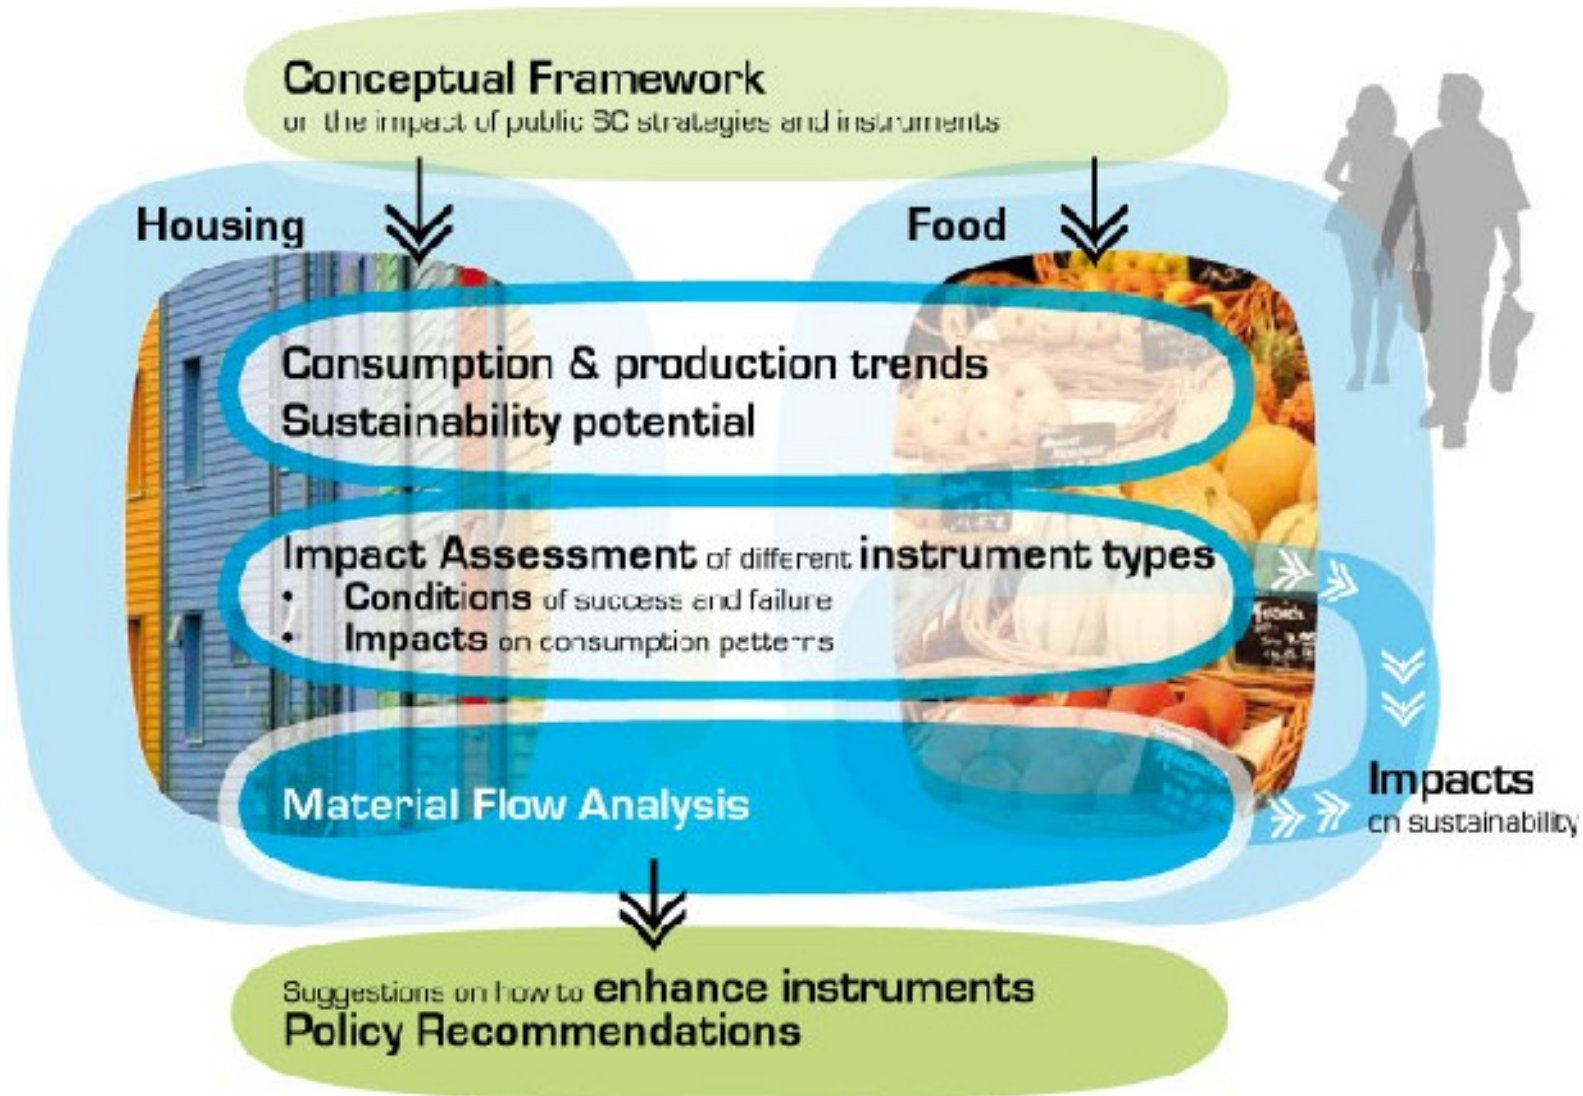 Conceptual Framework
on the impact of public SC strategies and instruments
Housing
Food
Consumption & production trends
Sustainability potential
Impact Assessment of different instrument types
• Conditions of success and failure
• Impacts on consumption patterns
Material Flow Analysis
Impacts
on sustainability
Suggestions on how to enhance instruments
Policy Recommendations